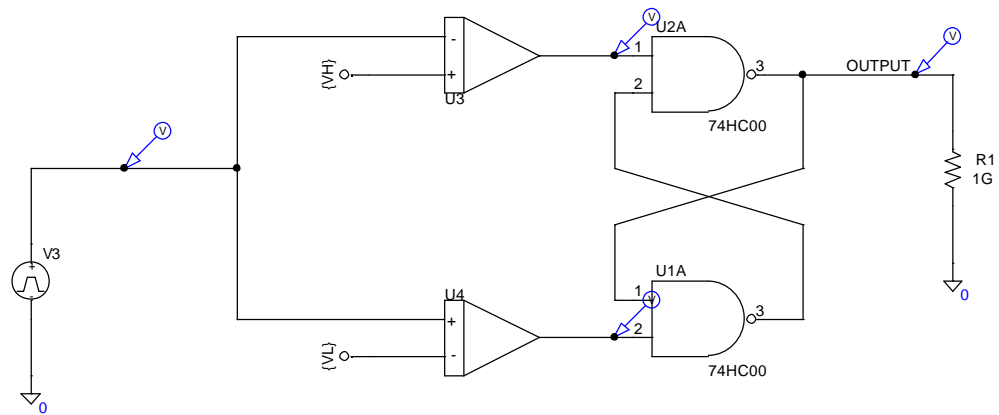 V
V
U2A
1
3
OUTPUT
-
+
{VH}
U3
2
74HC00
V
R1
1G
V3
+
-
0
U1A
U4
1
V
3
+
-
{VL}
2
74HC00
0